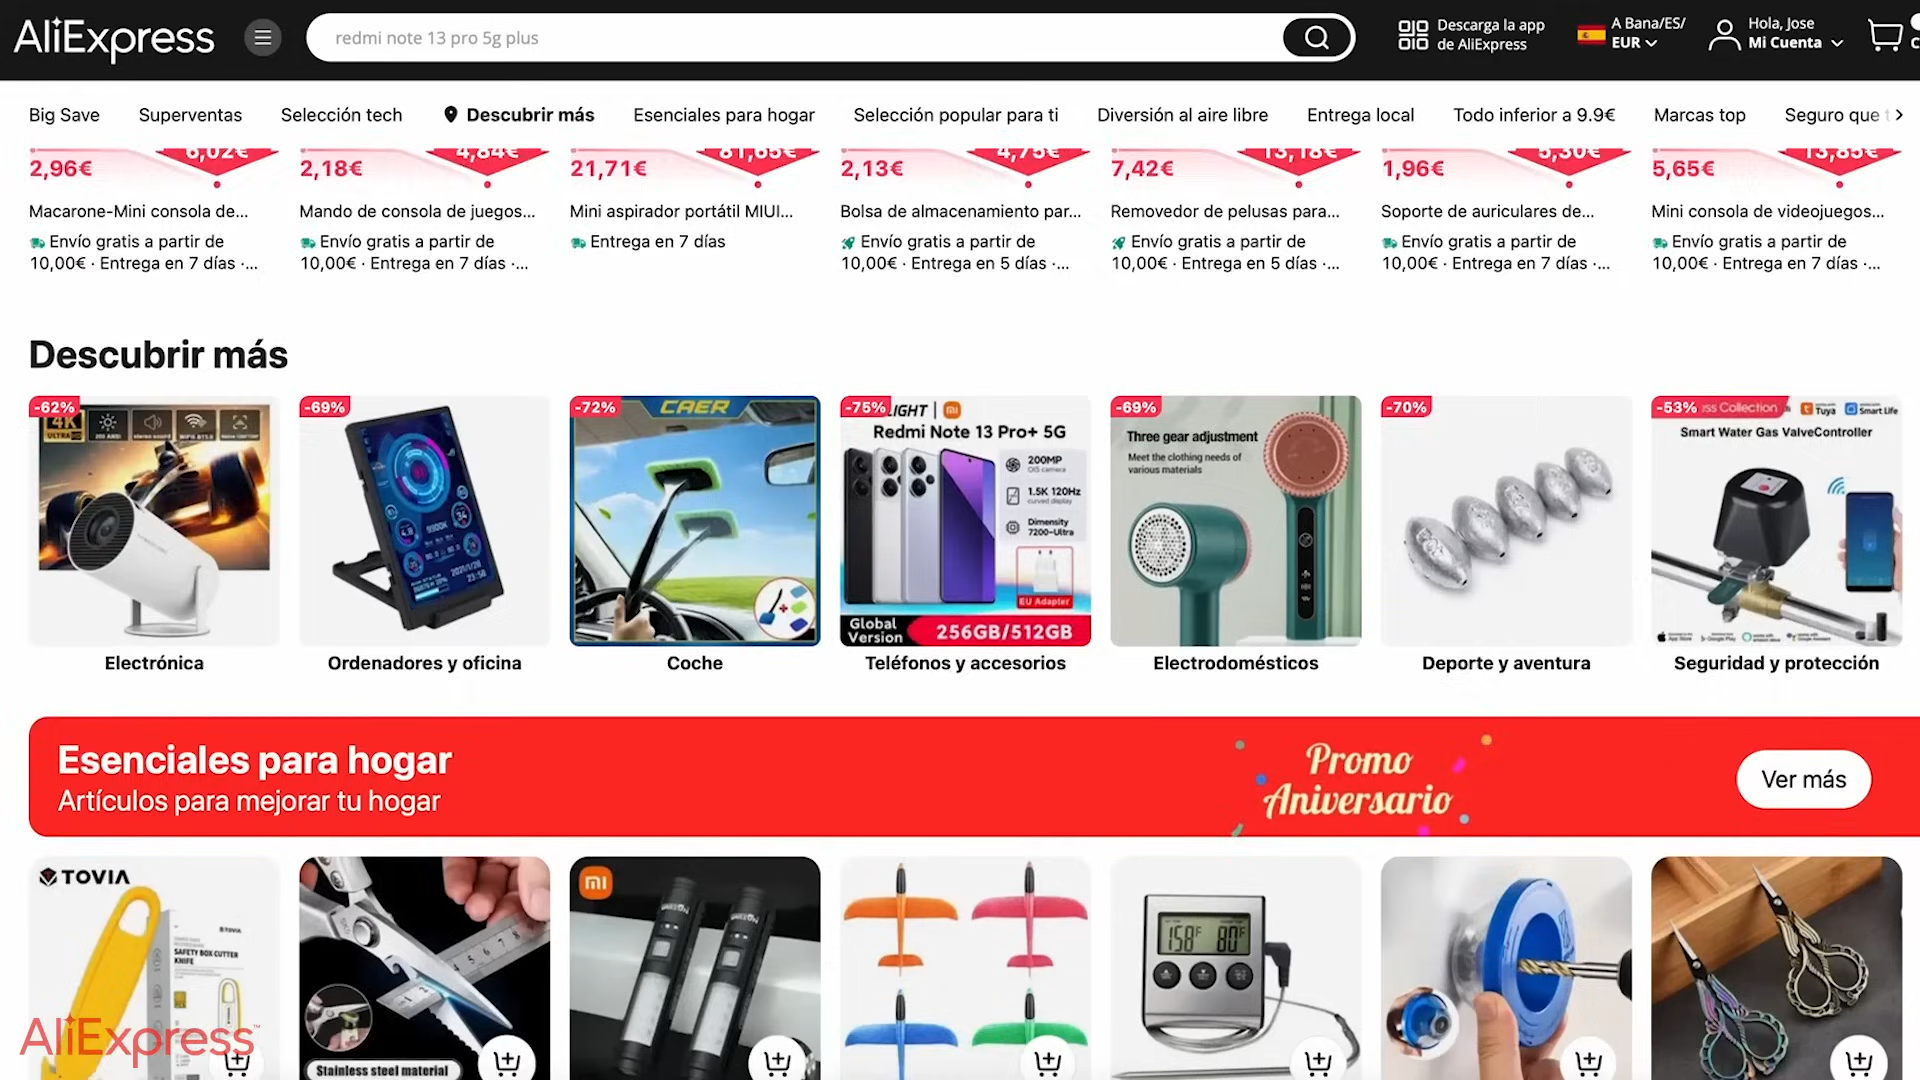 AliExpress
redmi note 13 pro 5g plus
Descarga la app
de AliExpress
A Bana/ES/
EUR
Hola, Jose
Mi Cuenta
Big Save
Superventas
Selección tech
Descubrir más
Esenciales para hogar
Selección popular para ti
Diversión al aire libre
Entrega local
Todo inferior a 9.9€
Marcas top
Seguro que
2,96€
6,02€
2,18€
4,84€
21,71€
81,65€
2,13€
4,75€
7,42€
13,18€
1,96€
5,30€
5,65€
13,85€
Macarone-Mini consola de...
Mando de consola de juegos...
Mini aspirador portátil MIUI...
Bolsa de almacenamiento par...
Removedor de pelusas para...
Soporte de auriculares de...
Mini consola de videojuegos...
Envío gratis a partir de
10,00€ · Entrega en 7 días ·...
Envío gratis a partir de
10,00€ · Entrega en 7 días ·...
Entrega en 7 días
Envío gratis a partir de
10,00€ · Entrega en 5 días ·...
Envío gratis a partir de
10,00€ · Entrega en 5 días ·...
Envío gratis a partir de
10,00€ · Entrega en 7 días ·...
Envío gratis a partir de
10,00€ · Entrega en 7 días ·...
Descubrir más
-62%
4K
ULTRA HD
-69%
-72%
CAER
-75%
LIGHT
Redmi Note 13 Pro+ 5G
200MP
OIS camera
1.5K 120Hz
curved display
Dimensity
7200-Ultra
EU Adapter
Global
Version
256GB/512GB
-69%
Three gear adjustment
Meet the clothing needs of
various materials
-70%
-53%
ss Collection
Tuya
Smart Life
Smart Water Gas ValveController
Electrónica
Ordenadores y oficina
Coche
Teléfonos y accesorios
Electrodomésticos
Deporte y aventura
Seguridad y protección
Esenciales para hogar
Artículos para mejorar tu hogar
Promo
Aniversario
Ver más
TOVIA
TOVIA
SAFETY BOX CUTTER
KNIFE
Stainless steel material
158°F 80°F
AliExpress